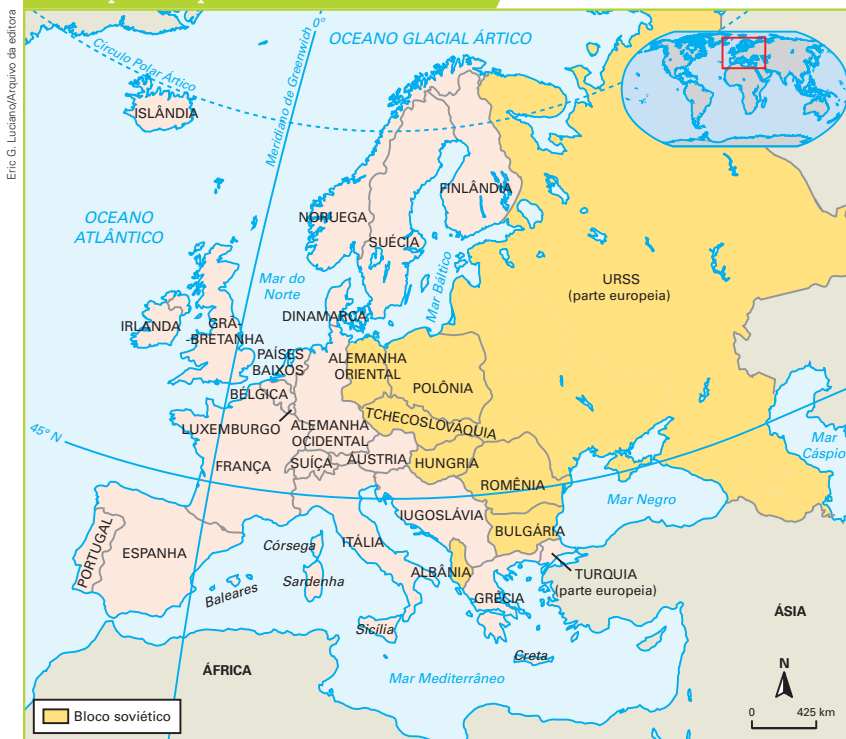 Eric G. Luciano/Arquivo da editora
0°
OCEANO GLACIAL ÁRTICO
Círculo Polar Ártico
Meridiano de Greenwich
ISLÂNDIA
OCEANO
ATLÂNTICO
FINLÂNDIA
NORUEGA
SUÉCIA
Mar do
Norte
Mar Báltico
URSS
(parte europeia)
DINAMARCA
IRLANDA
GRÃ-
-BRETANHA
PAÍSES
BAIXOS
ALEMANHA
ORIENTAL
POLÔNIA
BÉLGICA
TCHECOSLOVÁQUIA
LUXEMBURGO
ALEMANHA
OCIDENTAL
45° N
Mar
Cáspio
FRANÇA
SUÍÇA
ÁUSTRIA
HUNGRIA
ROMÊNIA
Mar Negro
IUGOSLÁVIA
BULGÁRIA
PORTUGAL
ESPANHA
Córsega
ITÁLIA
Sardenha
Baleares
ALBÂNIA
TURQUIA
(parte europeia)
GRÉCIA
ÁSIA
Sicília
Creta
ÁFRICA
Mar Mediterrâneo
N
0 425 km
Bloco soviético